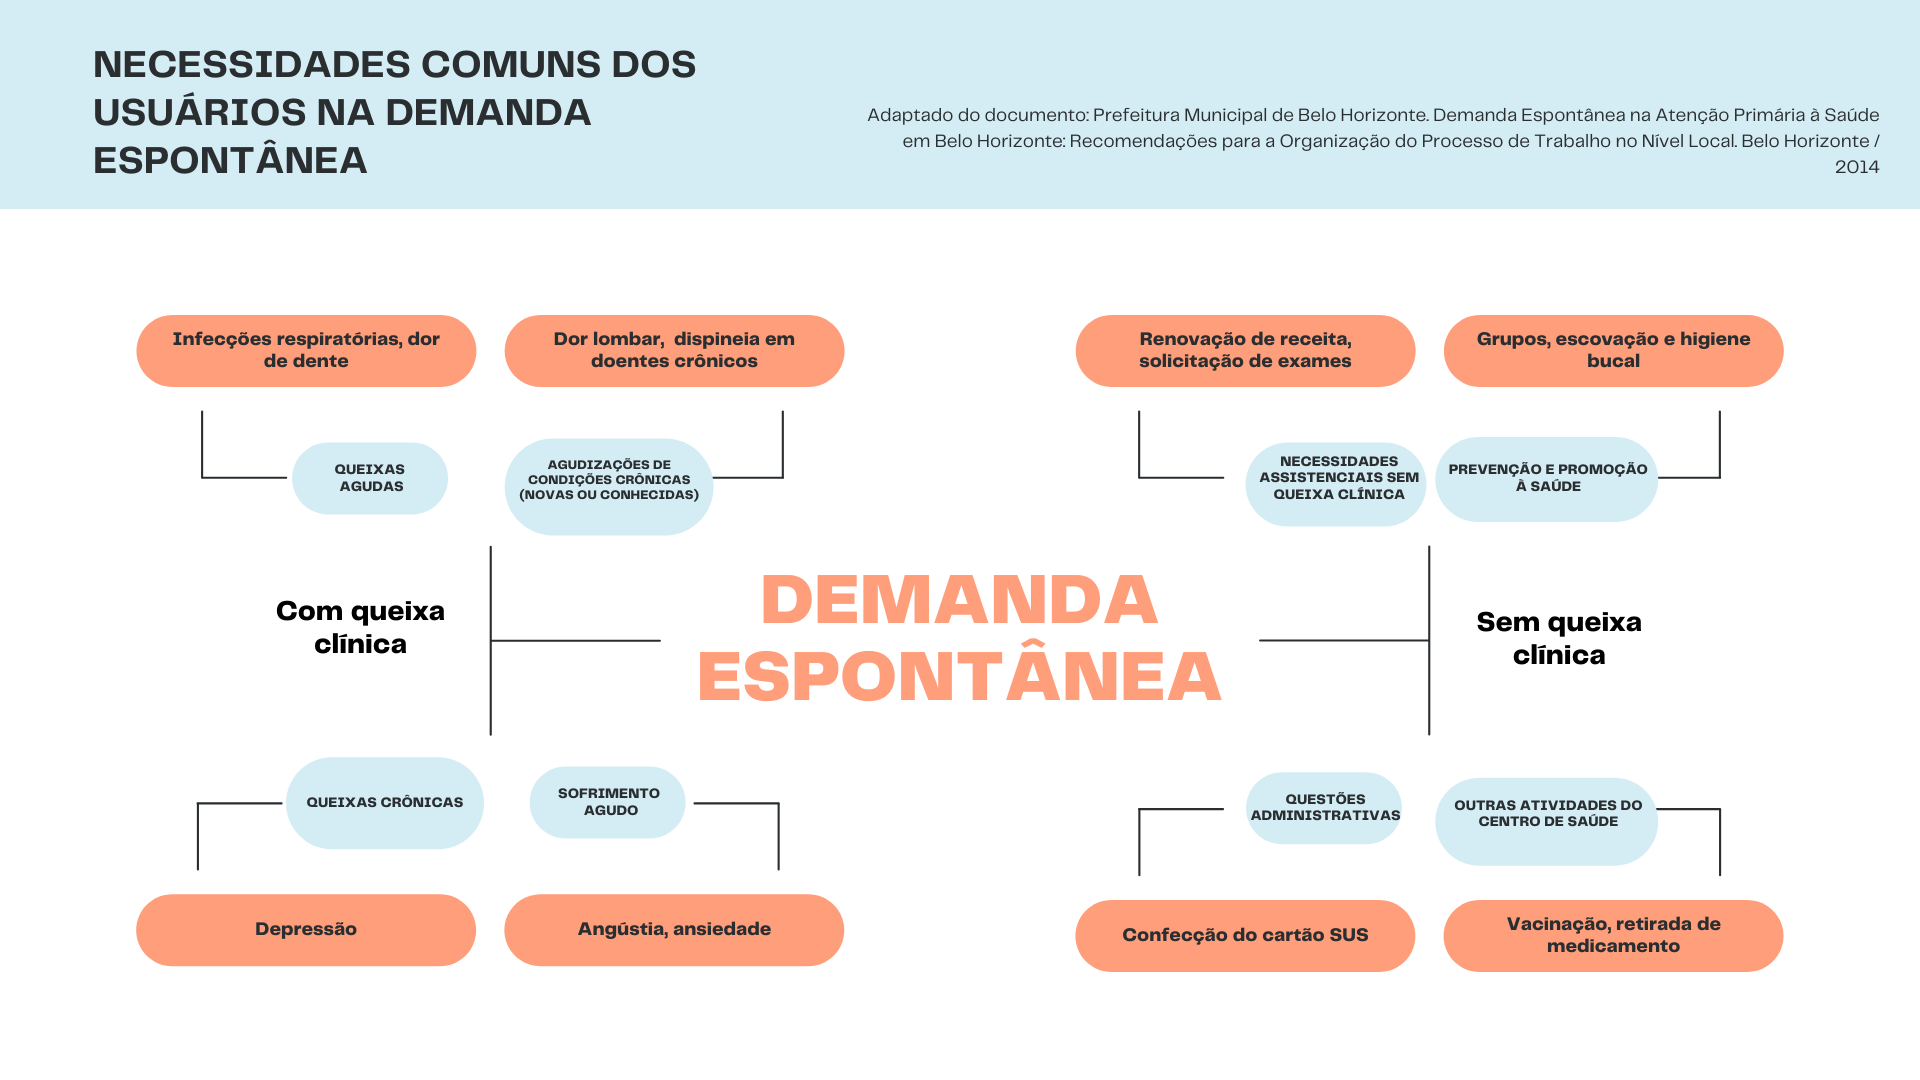 NECESSIDADES COMUNS DOS
USUÁRIOS NA DEMANDA
ESPONTÂNEA
Adaptado do documento: Prefeitura Municipal de Belo Horizonte. Demanda Espontânea na Atenção Primária à Saúde
em Belo Horizonte: Recomendações para a Organização do Processo de Trabalho no Nível Local. Belo Horizonte /
2014
Infecções respiratórias, dor
de dente
Dor lombar,  dispineia em
doentes crônicos
QUEIXAS
AGUDAS
AGUDIZAÇÕES DE
CONDIÇÕES CRÔNICAS
(NOVAS OU CONHECIDAS)
Com queixa
clínica
QUEIXAS CRÔNICAS
SOFRIMENTO
AGUDO
Depressão
Angústia, ansiedade
DEMANDA
ESPONTÂNEA
Renovação de receita,
solicitação de exames
Grupos, escovação e higiene
bucal
NECESSIDADES
ASSISTENCIAIS SEM
QUEIXA CLÍNICA
PREVENÇÃO E PROMOÇÃO
À SAÚDE
Sem queixa
clínica
QUESTÕES
ADMINISTRATIVAS
OUTRAS ATIVIDADES DO
CENTRO DE SAÚDE
Confecção do cartão SUS
Vacinação, retirada de
medicamento